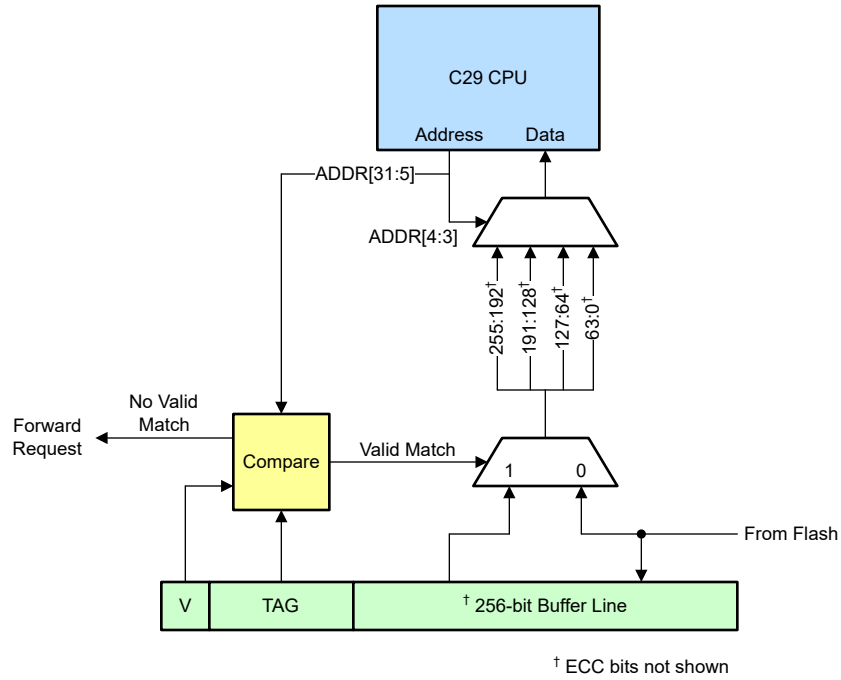 C29 CPU
Address
Data
ADDR[31:5]
ADDR[4:3]
255:192†
191:128†
127:64†
63:0†
No Valid
Match
Forward
Request
Compare
Valid Match
1
0
From Flash
V
TAG
† 256-bit Buffer Line
† ECC bits not shown